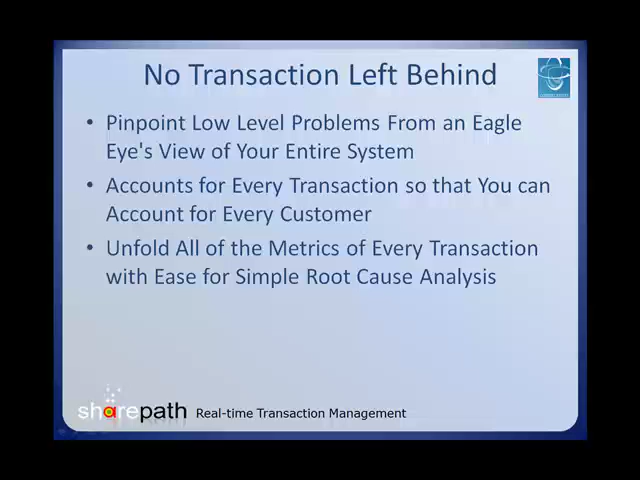 No Transaction Left Behind
• Pinpoint Low Level Problems From an Eagle
Eye's View of Your Entire System
• Accounts for Every Transaction so that You can
Account for Every Customer
• Unfold All of the Metrics of Every Transaction
with Ease for Simple Root Cause Analysis
sharepath Real-time Transaction Management